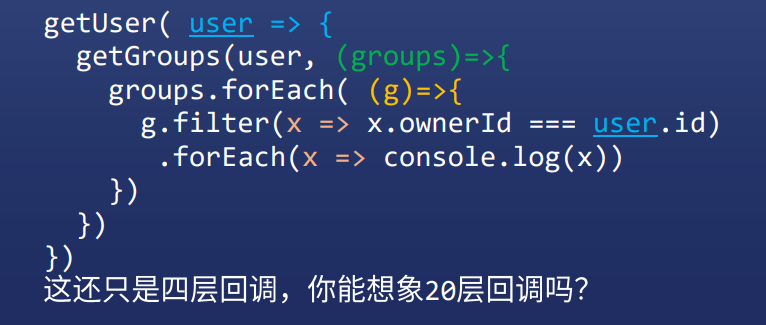 getUser( user => {
getGroups(user, (groups)=>{
groups.forEach( (g)=>{
g.filter(x => x.ownerId === user.id)
.forEach(x => console.log(x))
})
})
})
这还只是四层回调，你能想象20层回调吗？